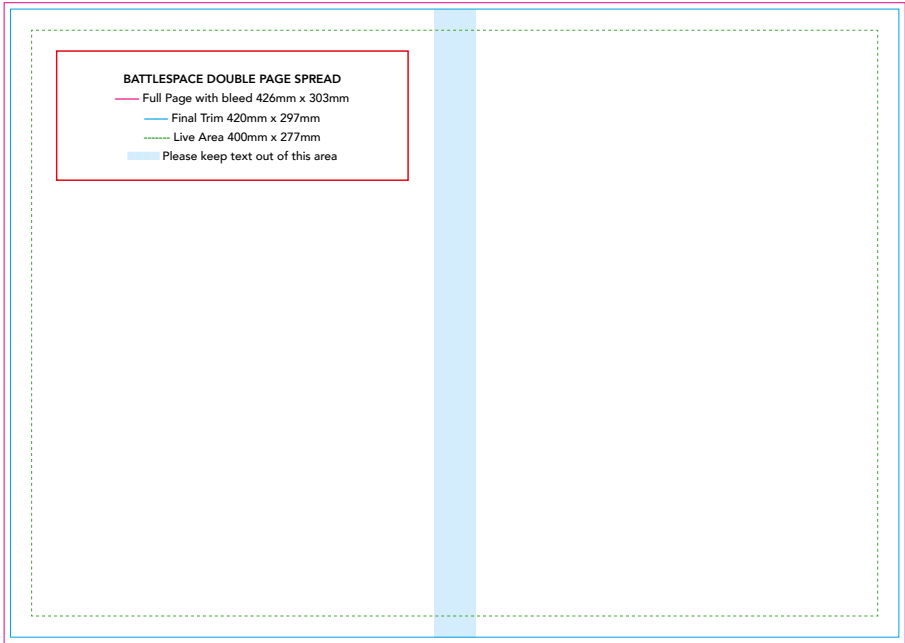 BATTLESPACE DOUBLE PAGE SPREAD
Full Page with bleed 426mm x 303mm
Final Trim 420mm x 297mm
Live Area 400mm x 277mm
Please keep text out of this area